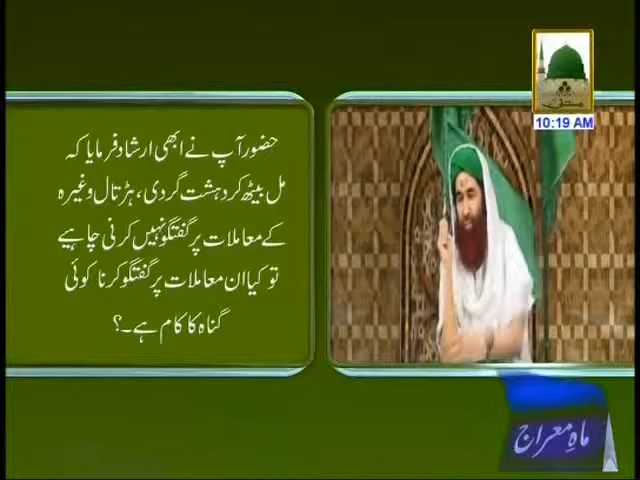 مدنی
10:19 AM
حضور آپ نے ابھی ارشاد فرمایا کہ
مل بیٹھ کر دہشت گردی، ہڑتال وغیرہ
کے معاملات پر گفتگو نہیں کرنی چاہیے
تو کیا ان معاملات پر گفتگو کرنا کوئی
گناہ کا کام ہے۔؟
ماہِ معراج